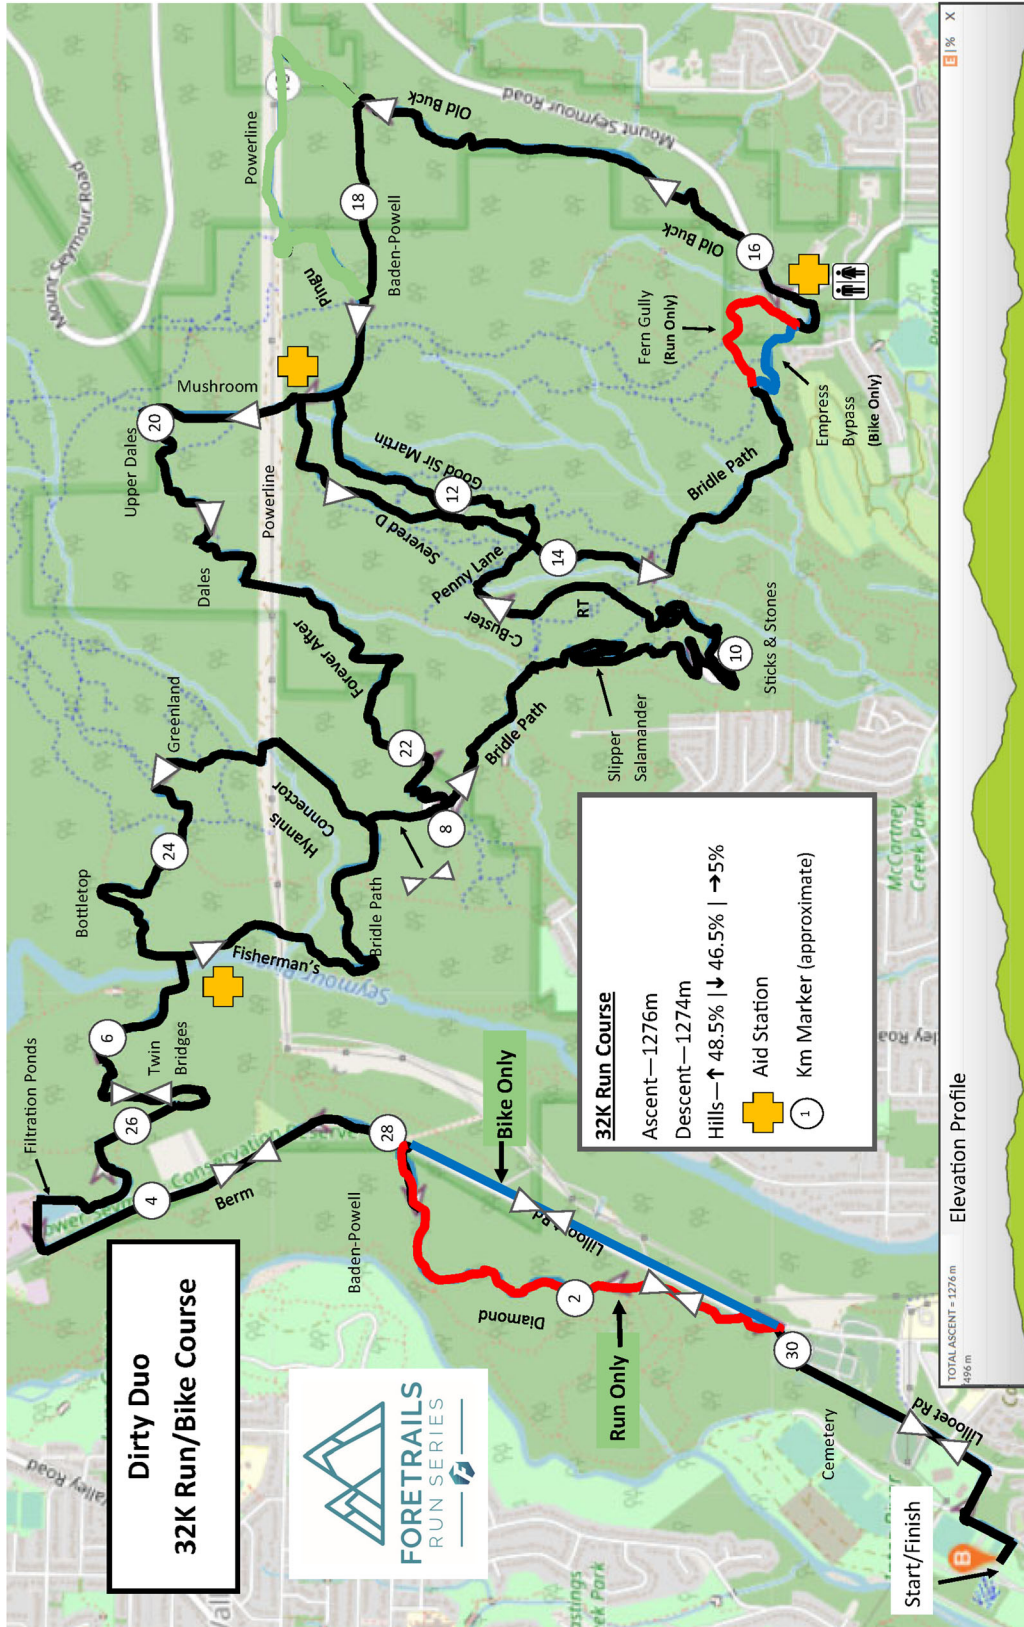 Dirty Duo
32K Run/Bike Course
FORETRAILS
RUN SERIES
Filtration Ponds
Twin
Bridges
Bottletop
Greenland
Upper Dales
Mushroom
Dales
Powerline
Powerline
Pingu
Nonur Seymour Road
Mount Seymour Road
Old Buck
Old Buck
Baden-Powell
Good Sir Martin
Severed D
Penny Lane
C-Buster
RT
Forever After
Hyannis
Connector
Bridle Path
Fisherman's
Bridle Path
Slipper
Salamander
Sticks & Stones
Bridle Path
Fern Gully
(Run Only)
Empress
Bypass
(Bike Only)
Berm
Baden-Powell
Diamond
Run Only
Bike Only
Lillooet Rd
Lillooet Rd
Cemetery
Start/Finish
B
2
4
6
8
10
12
14
16
18
20
22
24
26
28
30
32K Run Course
Ascent—1276m
Descent—1274m
Hills—↑ 48.5% |↓ 46.5% | →5%
Aid Station
1 Km Marker (approximate)
McCartney
Creek Park
Elevation Profile
E|% X
TOTAL ASCENT = 1276 m
496 m